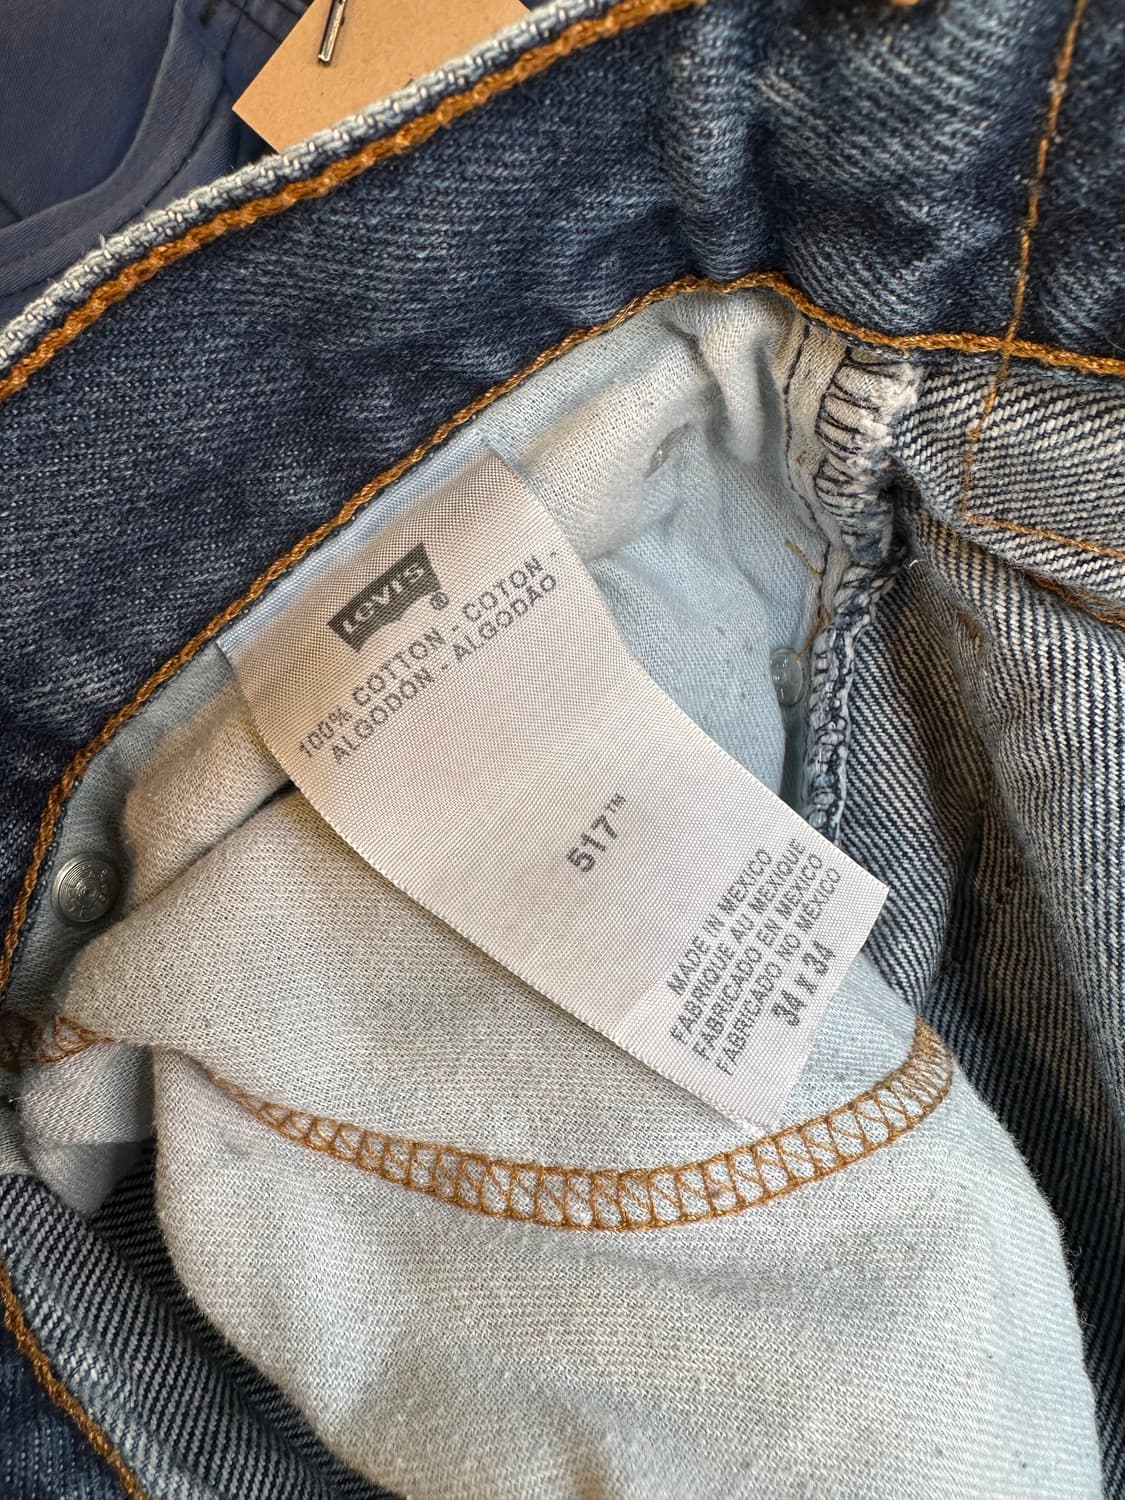 Levi's®
100% COTTON - COTON -
ALGODON - ALGODÃO
517™
MADE IN MEXICO
FABRIQUE AU MEXIQUE
FABRICADO EN MEXICO
FABRICADO NO MÉXICO
34 x 34